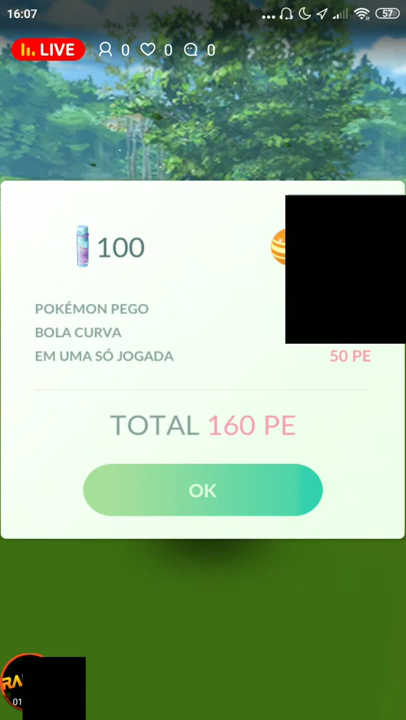 16:07
57
LIVE 0 0 0
100
POKÉMON PEGO
BOLA CURVA
EM UMA SÓ JOGADA 50 PE
TOTAL 160 PE
OK
RA
01